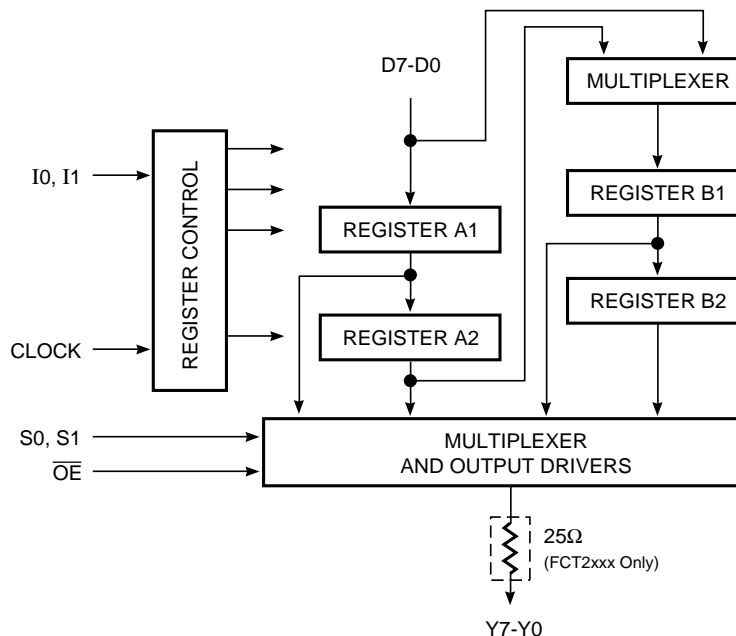 D7-D0
MULTIPLEXER
I0, I1
REGISTER CONTROL
REGISTER B1
REGISTER A1
REGISTER B2
REGISTER A2
CLOCK
S0, S1
OE
MULTIPLEXER
AND OUTPUT DRIVERS
25Ω
(FCT2xxx Only)
Y7-Y0